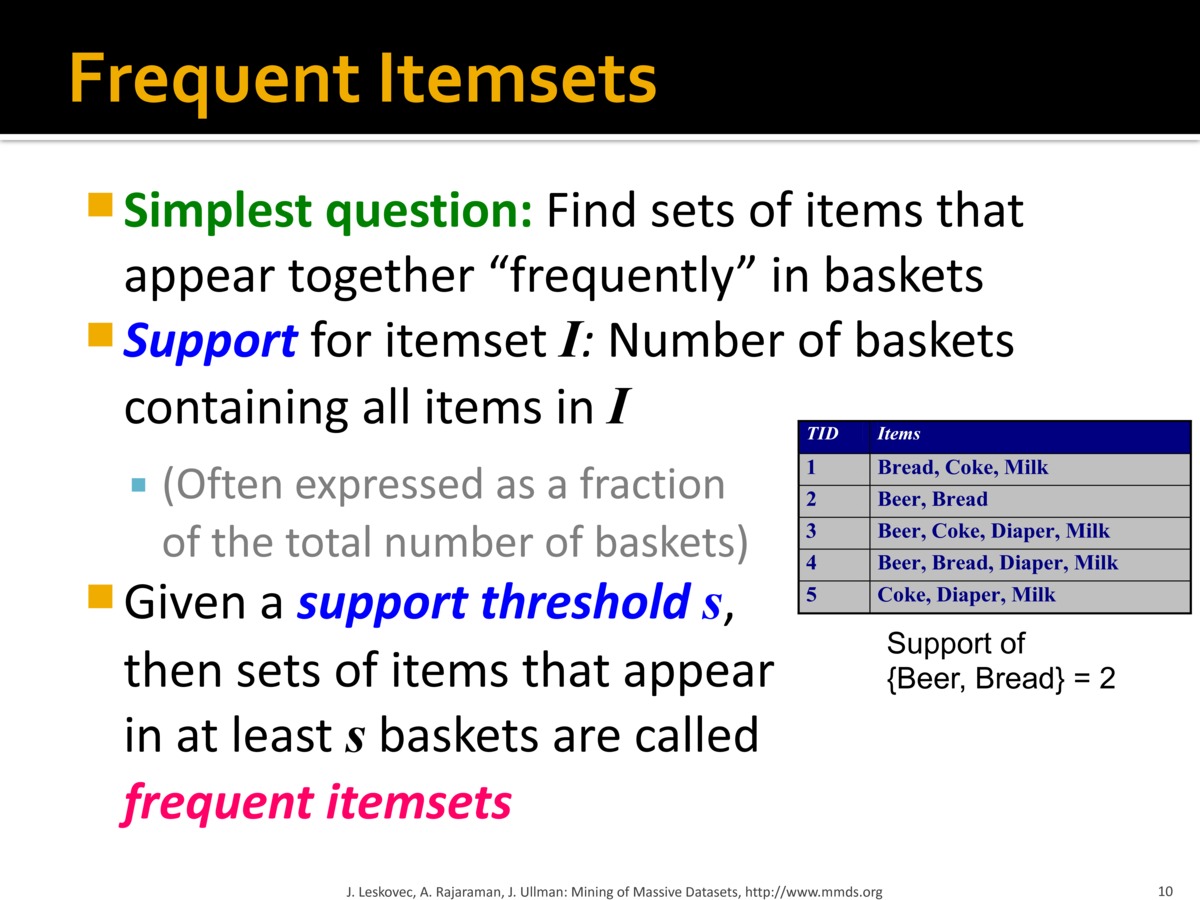 Frequent Itemsets
Simplest question: Find sets of items that
appear together “frequently” in baskets
Support for itemset I: Number of baskets
containing all items in I
(Often expressed as a fraction
of the total number of baskets)
Given a support threshold s,
then sets of items that appear
in at least s baskets are called
frequent itemsets
TID Items
1 Bread, Coke, Milk
2 Beer, Bread
3 Beer, Coke, Diaper, Milk
4 Beer, Bread, Diaper, Milk
5 Coke, Diaper, Milk
Support of
{Beer, Bread} = 2
J. Leskovec, A. Rajaraman, J. Ullman: Mining of Massive Datasets, http://www.mmds.org
10